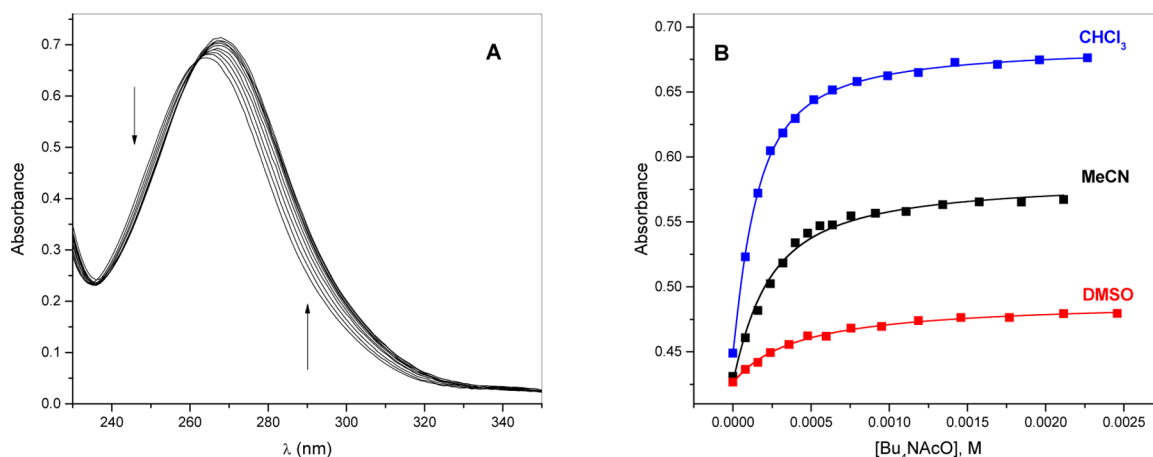 A
B
0.7
0.6
0.5
0.4
0.3
0.2
0.1
0.0
Absorbance
240 260 280 300 320 340
λ (nm)
0.70
0.65
0.60
0.55
0.50
0.45
Absorbance
CHCl3
MeCN
DMSO
0.0000 0.0005 0.0010 0.0015 0.0020 0.0025
[Bu4NAcO], M